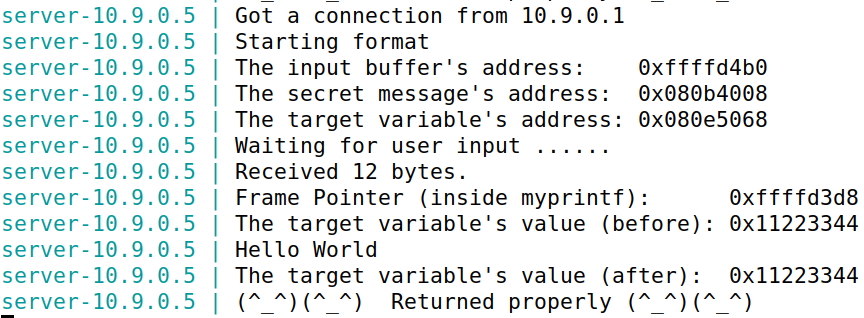 server-10.9.0.5 | Got a connection from 10.9.0.1
server-10.9.0.5 | Starting format
server-10.9.0.5 | The input buffer's address:    0xffffd4b0
server-10.9.0.5 | The secret message's address:  0x080b4008
server-10.9.0.5 | The target variable's address: 0x080e5068
server-10.9.0.5 | Waiting for user input ......
server-10.9.0.5 | Received 12 bytes.
server-10.9.0.5 | Frame Pointer (inside myprintf):      0xffffd3d8
server-10.9.0.5 | The target variable's value (before): 0x11223344
server-10.9.0.5 | Hello World
server-10.9.0.5 | The target variable's value (after):  0x11223344
server-10.9.0.5 | (^_^)(^_^)  Returned properly (^_^)(^_^)